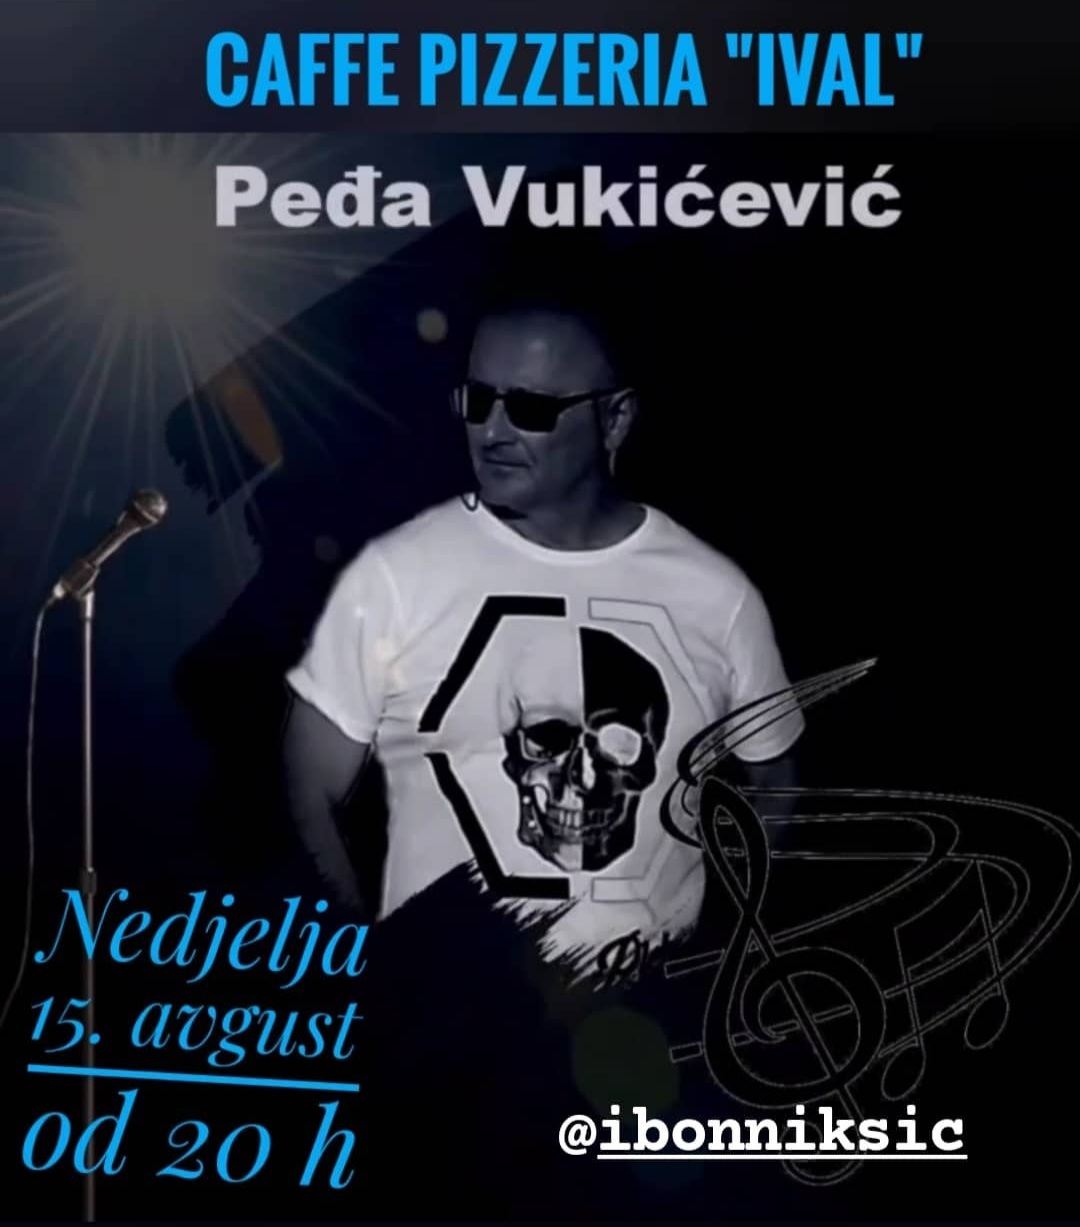 CAFFE PIZZERIA "IVAL"
Peđa Vukićević
Nedjelja
15. avgust
od 20 h
@ibonniksic